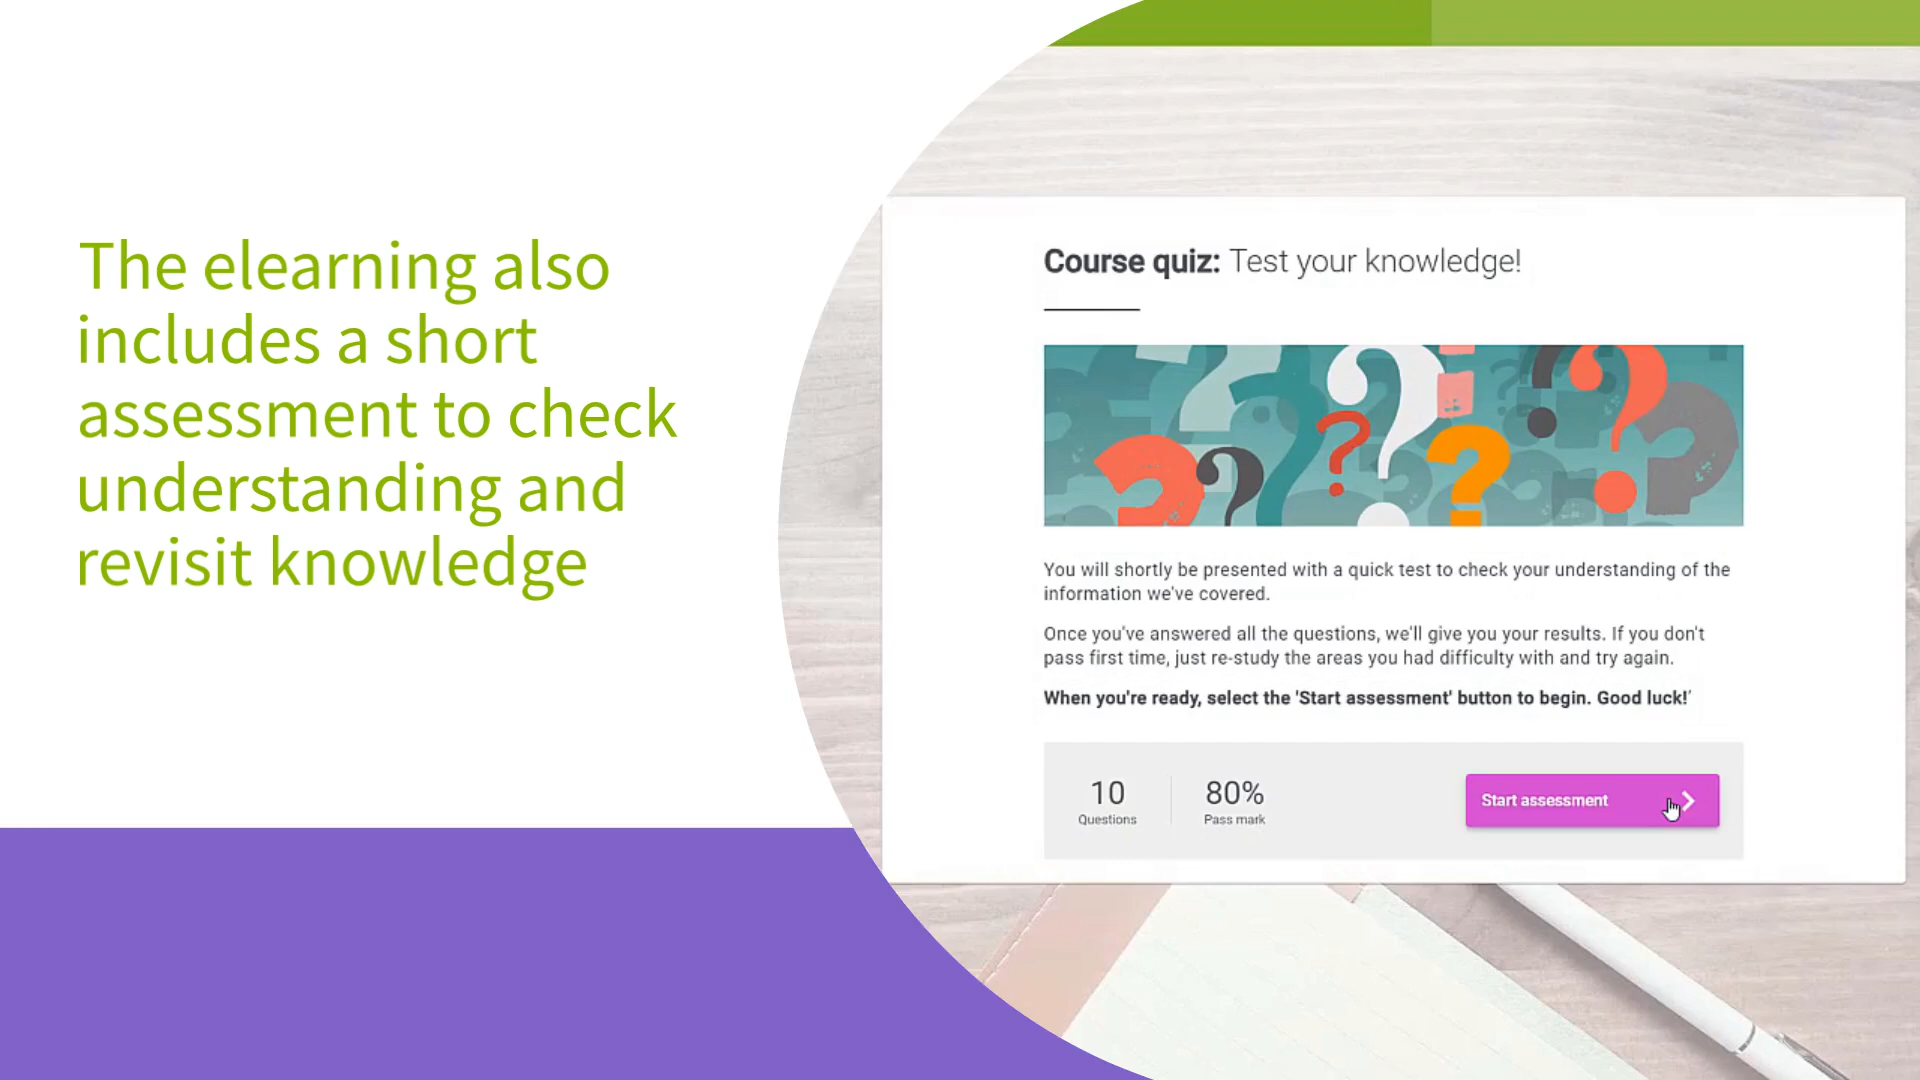 The elearning also
includes a short
assessment to check
understanding and
revisit knowledge
Course quiz: Test your knowledge!
You will shortly be presented with a quick test to check your understanding of the
information we've covered.
Once you've answered all the questions, we'll give you your results. If you don't
pass first time, just re-study the areas you had difficulty with and try again.
When you're ready, select the 'Start assessment' button to begin. Good luck!'
10
Questions
80%
Pass mark
Start assessment